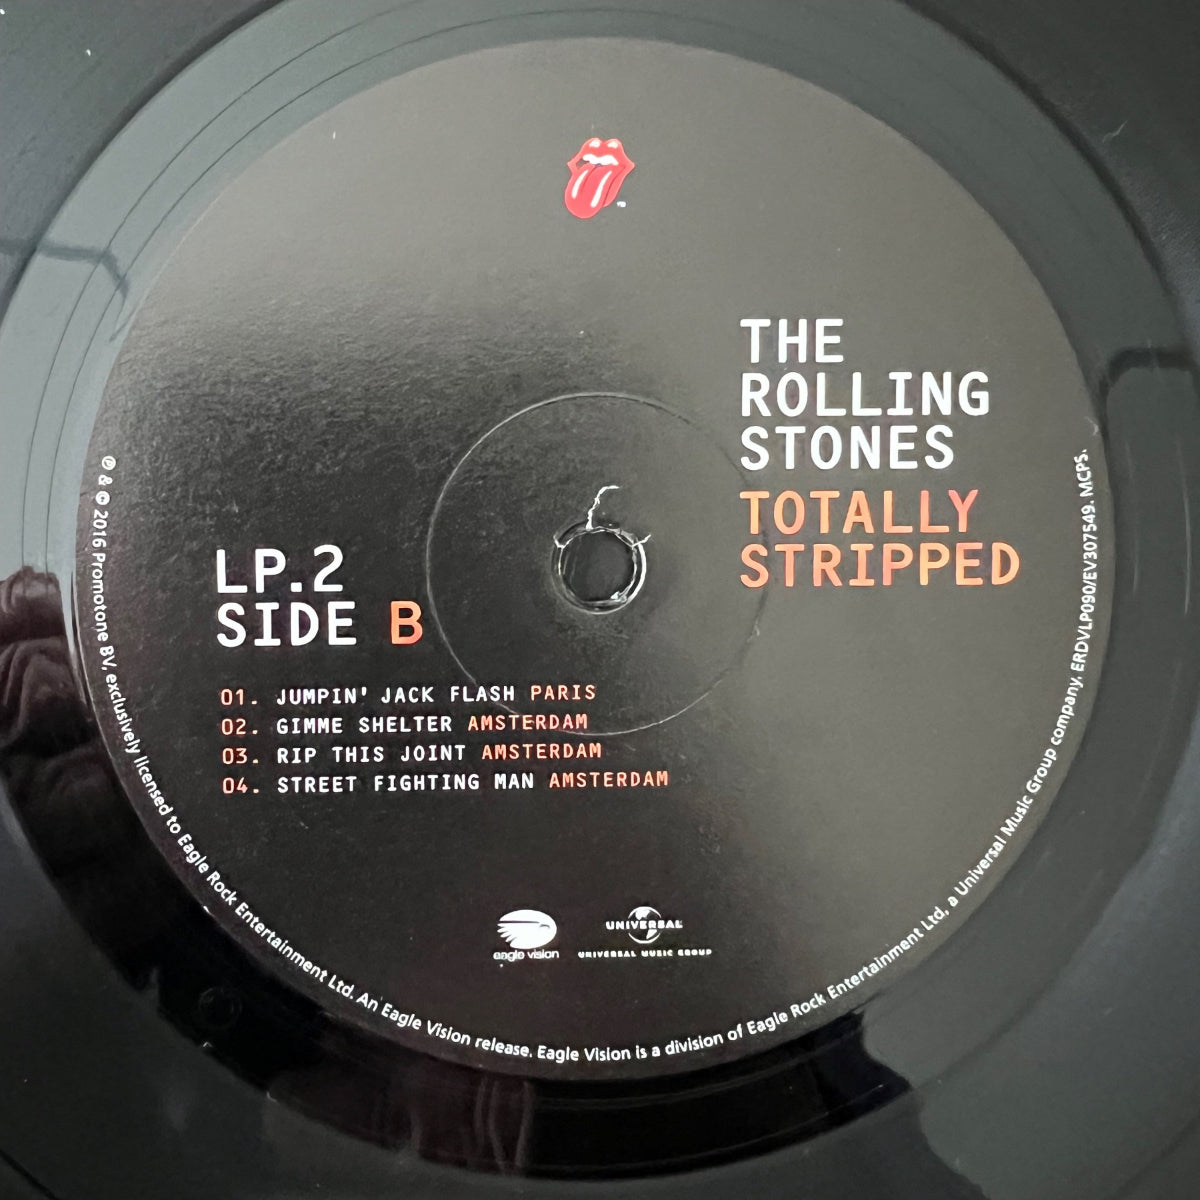 THE
ROLLING
STONES
TOTALLY
STRIPPED
LP.2
SIDE B
01. JUMPIN' JACK FLASH PARIS
02. GIMME SHELTER AMSTERDAM
03. RIP THIS JOINT AMSTERDAM
04. STREET FIGHTING MAN AMSTERDAM
eagle vision
UNIVERSAL
UNIVERSAL MUSIC GROUP
℗ & © 2016 Promotone BV, exclusively licensed to Eagle Rock Entertainment Ltd. An Eagle Vision release. Eagle Vision is a division of Eagle Rock Entertainment Ltd, a Universal Music Group company. ERDVLP090/EV307549. MCPS.